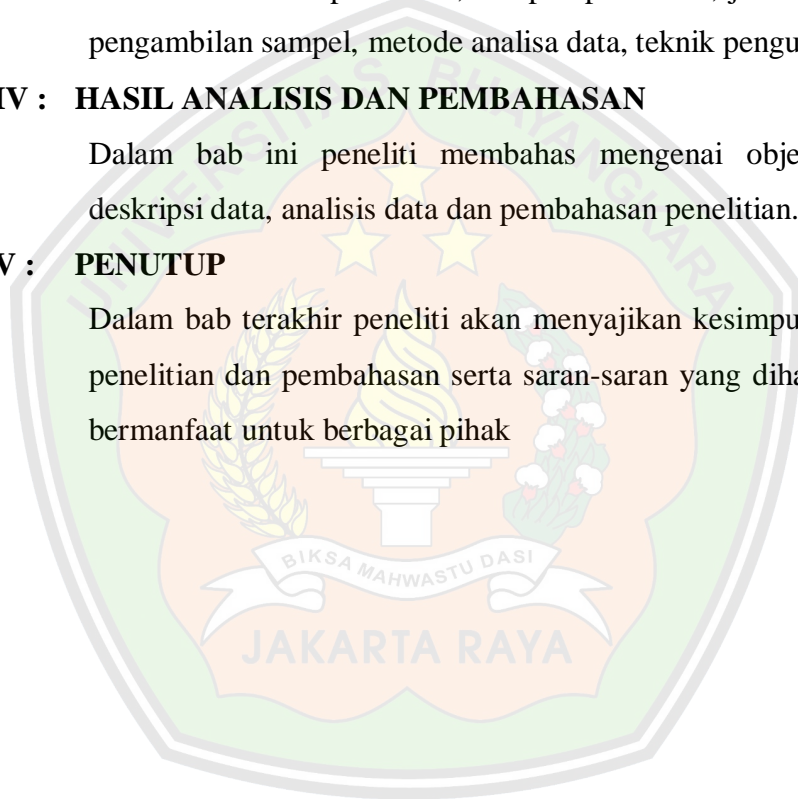 pengambilan sampel, metode analisa data, teknik pengu
IV : HASIL ANALISIS DAN PEMBAHASAN
Dalam bab ini peneliti membahas mengenai obje
deskripsi data, analisis data dan pembahasan penelitian.
V : PENUTUP
Dalam bab terakhir peneliti akan menyajikan kesimpu
penelitian dan pembahasan serta saran-saran yang diha
bermanfaat untuk berbagai pihak
UNIVERSITAS BHAYANGKARA
BIKSA MAHWASTU DASI
JAKARTA RAYA